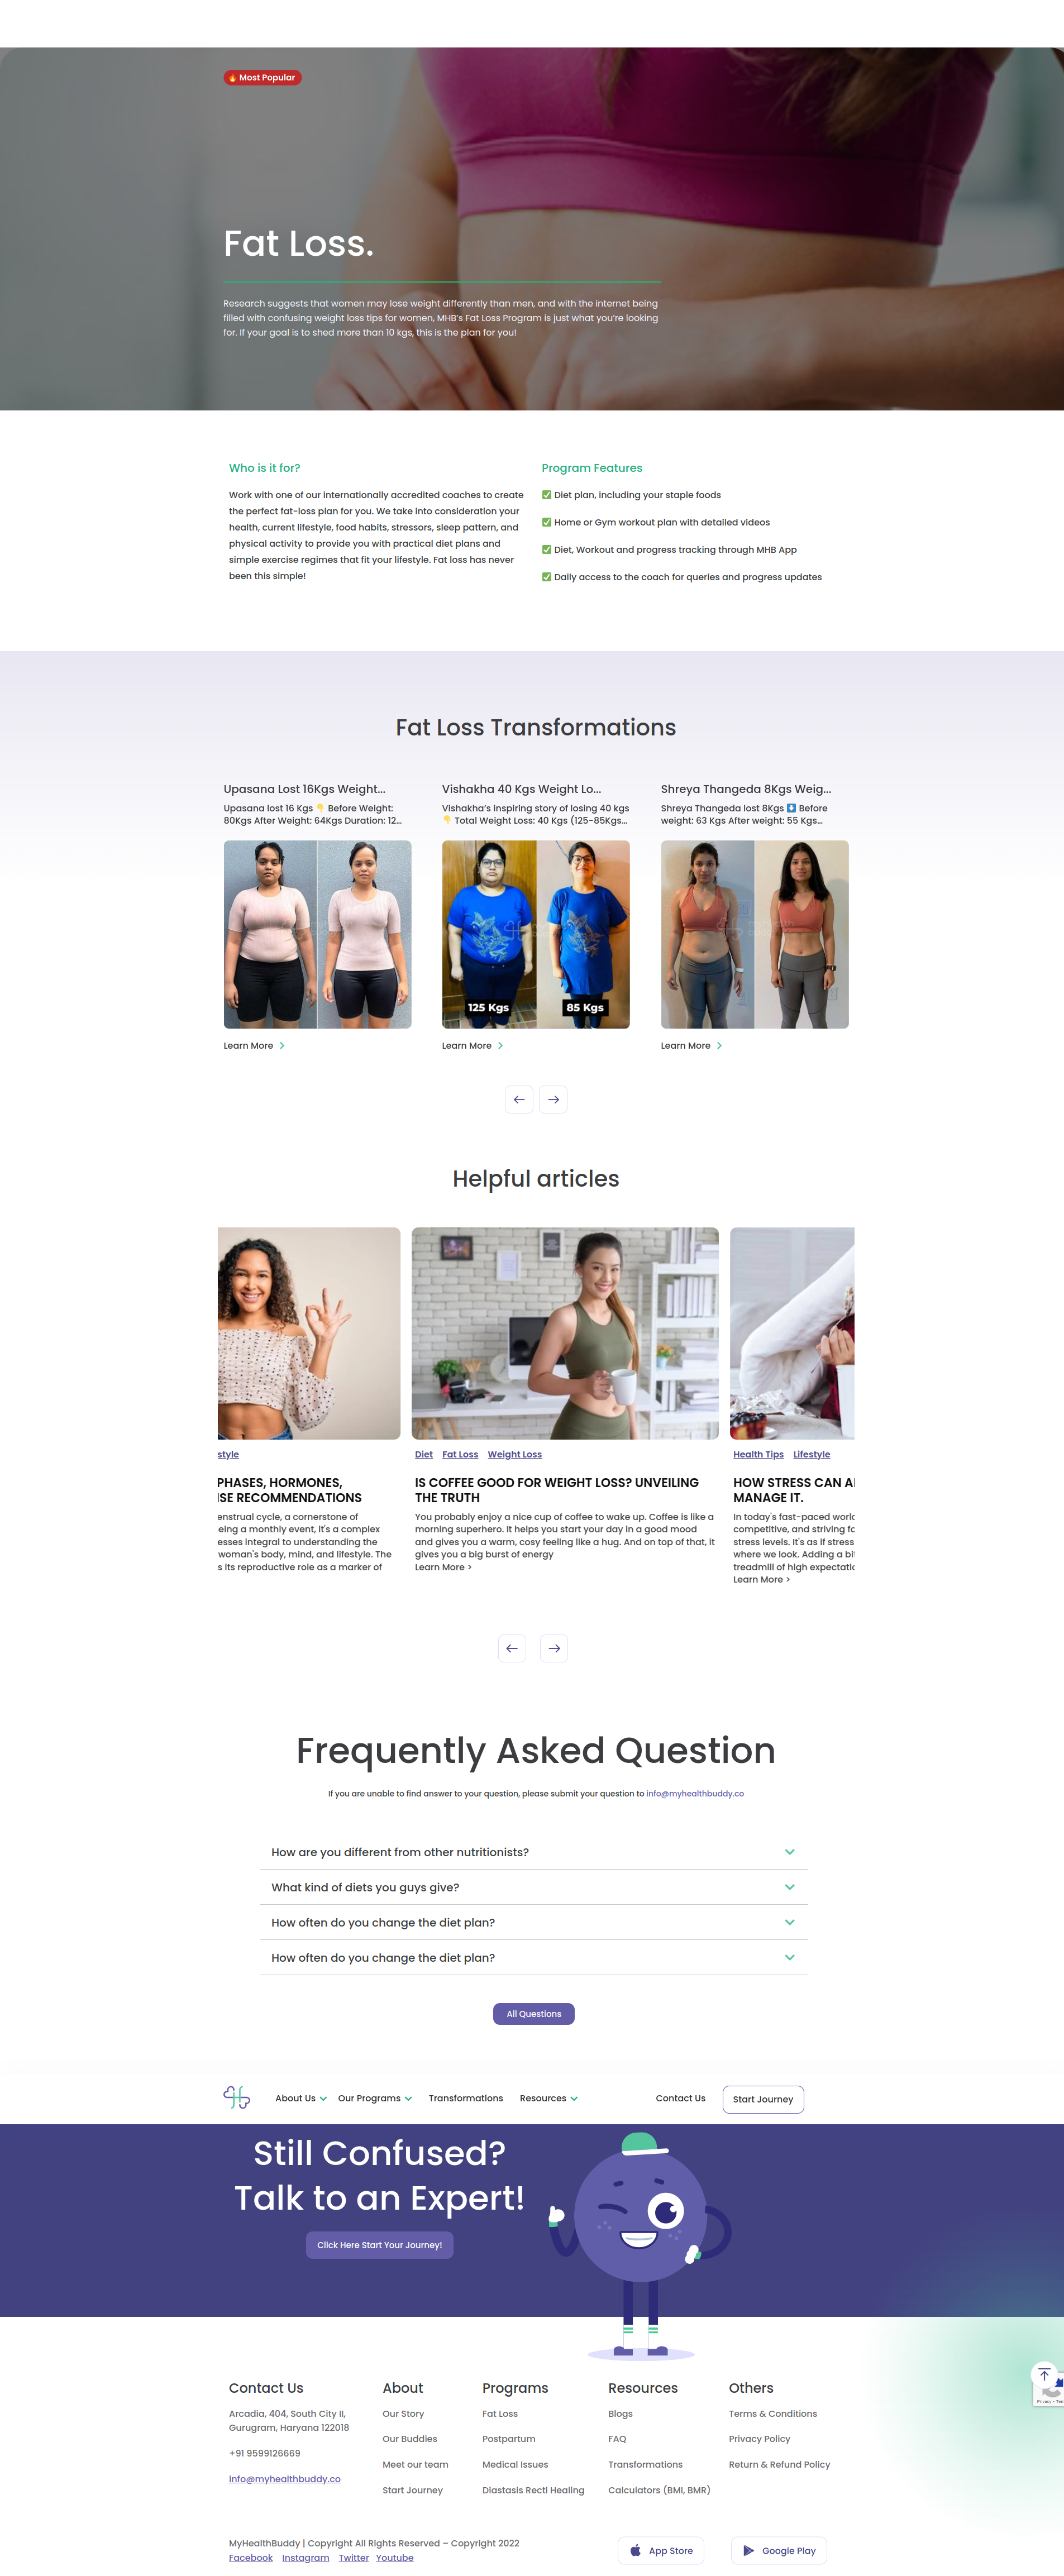 🔥 Most Popular
Fat Loss.
Research suggests that women may lose weight differently than men, and with the internet being
filled with confusing weight loss tips for women, MHB's Fat Loss Program is just what you're looking
for. If your goal is to shed more than 10 kgs, this is the plan for you!
Who is it for?
Work with one of our internationally accredited coaches to create
the perfect fat-loss plan for you. We take into consideration your
health, current lifestyle, food habits, stressors, sleep pattern, and
physical activity to provide you with practical diet plans and
simple exercise regimes that fit your lifestyle. Fat loss has never
been this simple!
Program Features
✅ Diet plan, including your staple foods
✅ Home or Gym workout plan with detailed videos
✅ Diet, Workout and progress tracking through MHB App
✅ Daily access to the coach for queries and progress updates
Fat Loss Transformations
Upasana Lost 16Kgs Weight...
Upasana lost 16 Kgs 👇 Before Weight:
80Kgs After Weight: 64Kgs Duration: 12...
Learn More
Vishakha 40 Kgs Weight Lo...
Vishakha's inspiring story of losing 40 kgs
👇 Total Weight Loss: 40 Kgs (125-85Kgs...
125 Kgs
85 Kgs
Learn More
Shreya Thangeda 8Kgs Weig...
Shreya Thangeda lost 8Kgs ⬇️ Before
weight: 63 Kgs After weight: 55 Kgs...
Learn More
Helpful articles
style
PHASES, HORMONES,
ISE RECOMMENDATIONS
enstrual cycle, a cornerstone of
eing a monthly event, it's a complex
esses integral to understanding the
woman's body, mind, and lifestyle. The
s its reproductive role as a marker of
Diet Fat Loss Weight Loss
IS COFFEE GOOD FOR WEIGHT LOSS? UNVEILING
THE TRUTH
You probably enjoy a nice cup of coffee to wake up. Coffee is like a
morning superhero. It helps you start your day in a good mood
and gives you a warm, cosy feeling like a hug. And on top of that, it
gives you a big burst of energy
Learn More >
Health Tips Lifestyle
HOW STRESS CAN A
MANAGE IT.
In today's fast-paced world
competitive, and striving fo
stress levels. It's as if stress
where we look. Adding a bi
treadmill of high expectatio
Learn More >
Frequently Asked Question
If you are unable to find answer to your question, please submit your question to info@myhealthbuddy.co
How are you different from other nutritionists?
What kind of diets you guys give?
How often do you change the diet plan?
How often do you change the diet plan?
All Questions
About Us Our Programs Transformations Resources Contact Us Start Journey
Still Confused?
Talk to an Expert!
Click Here Start Your Journey!
Contact Us
Arcadia, 404, South City II,
Gurugram, Haryana 122018
+91 9599126669
info@myhealthbuddy.co
About
Our Story
Our Buddies
Meet our team
Start Journey
Programs
Fat Loss
Postpartum
Medical Issues
Diastasis Recti Healing
Resources
Blogs
FAQ
Transformations
Calculators (BMI, BMR)
Others
Terms & Conditions
Privacy Policy
Return & Refund Policy
Privacy - Ter
MyHealthBuddy | Copyright All Rights Reserved – Copyright 2022
Facebook Instagram Twitter Youtube
App Store
Google Play